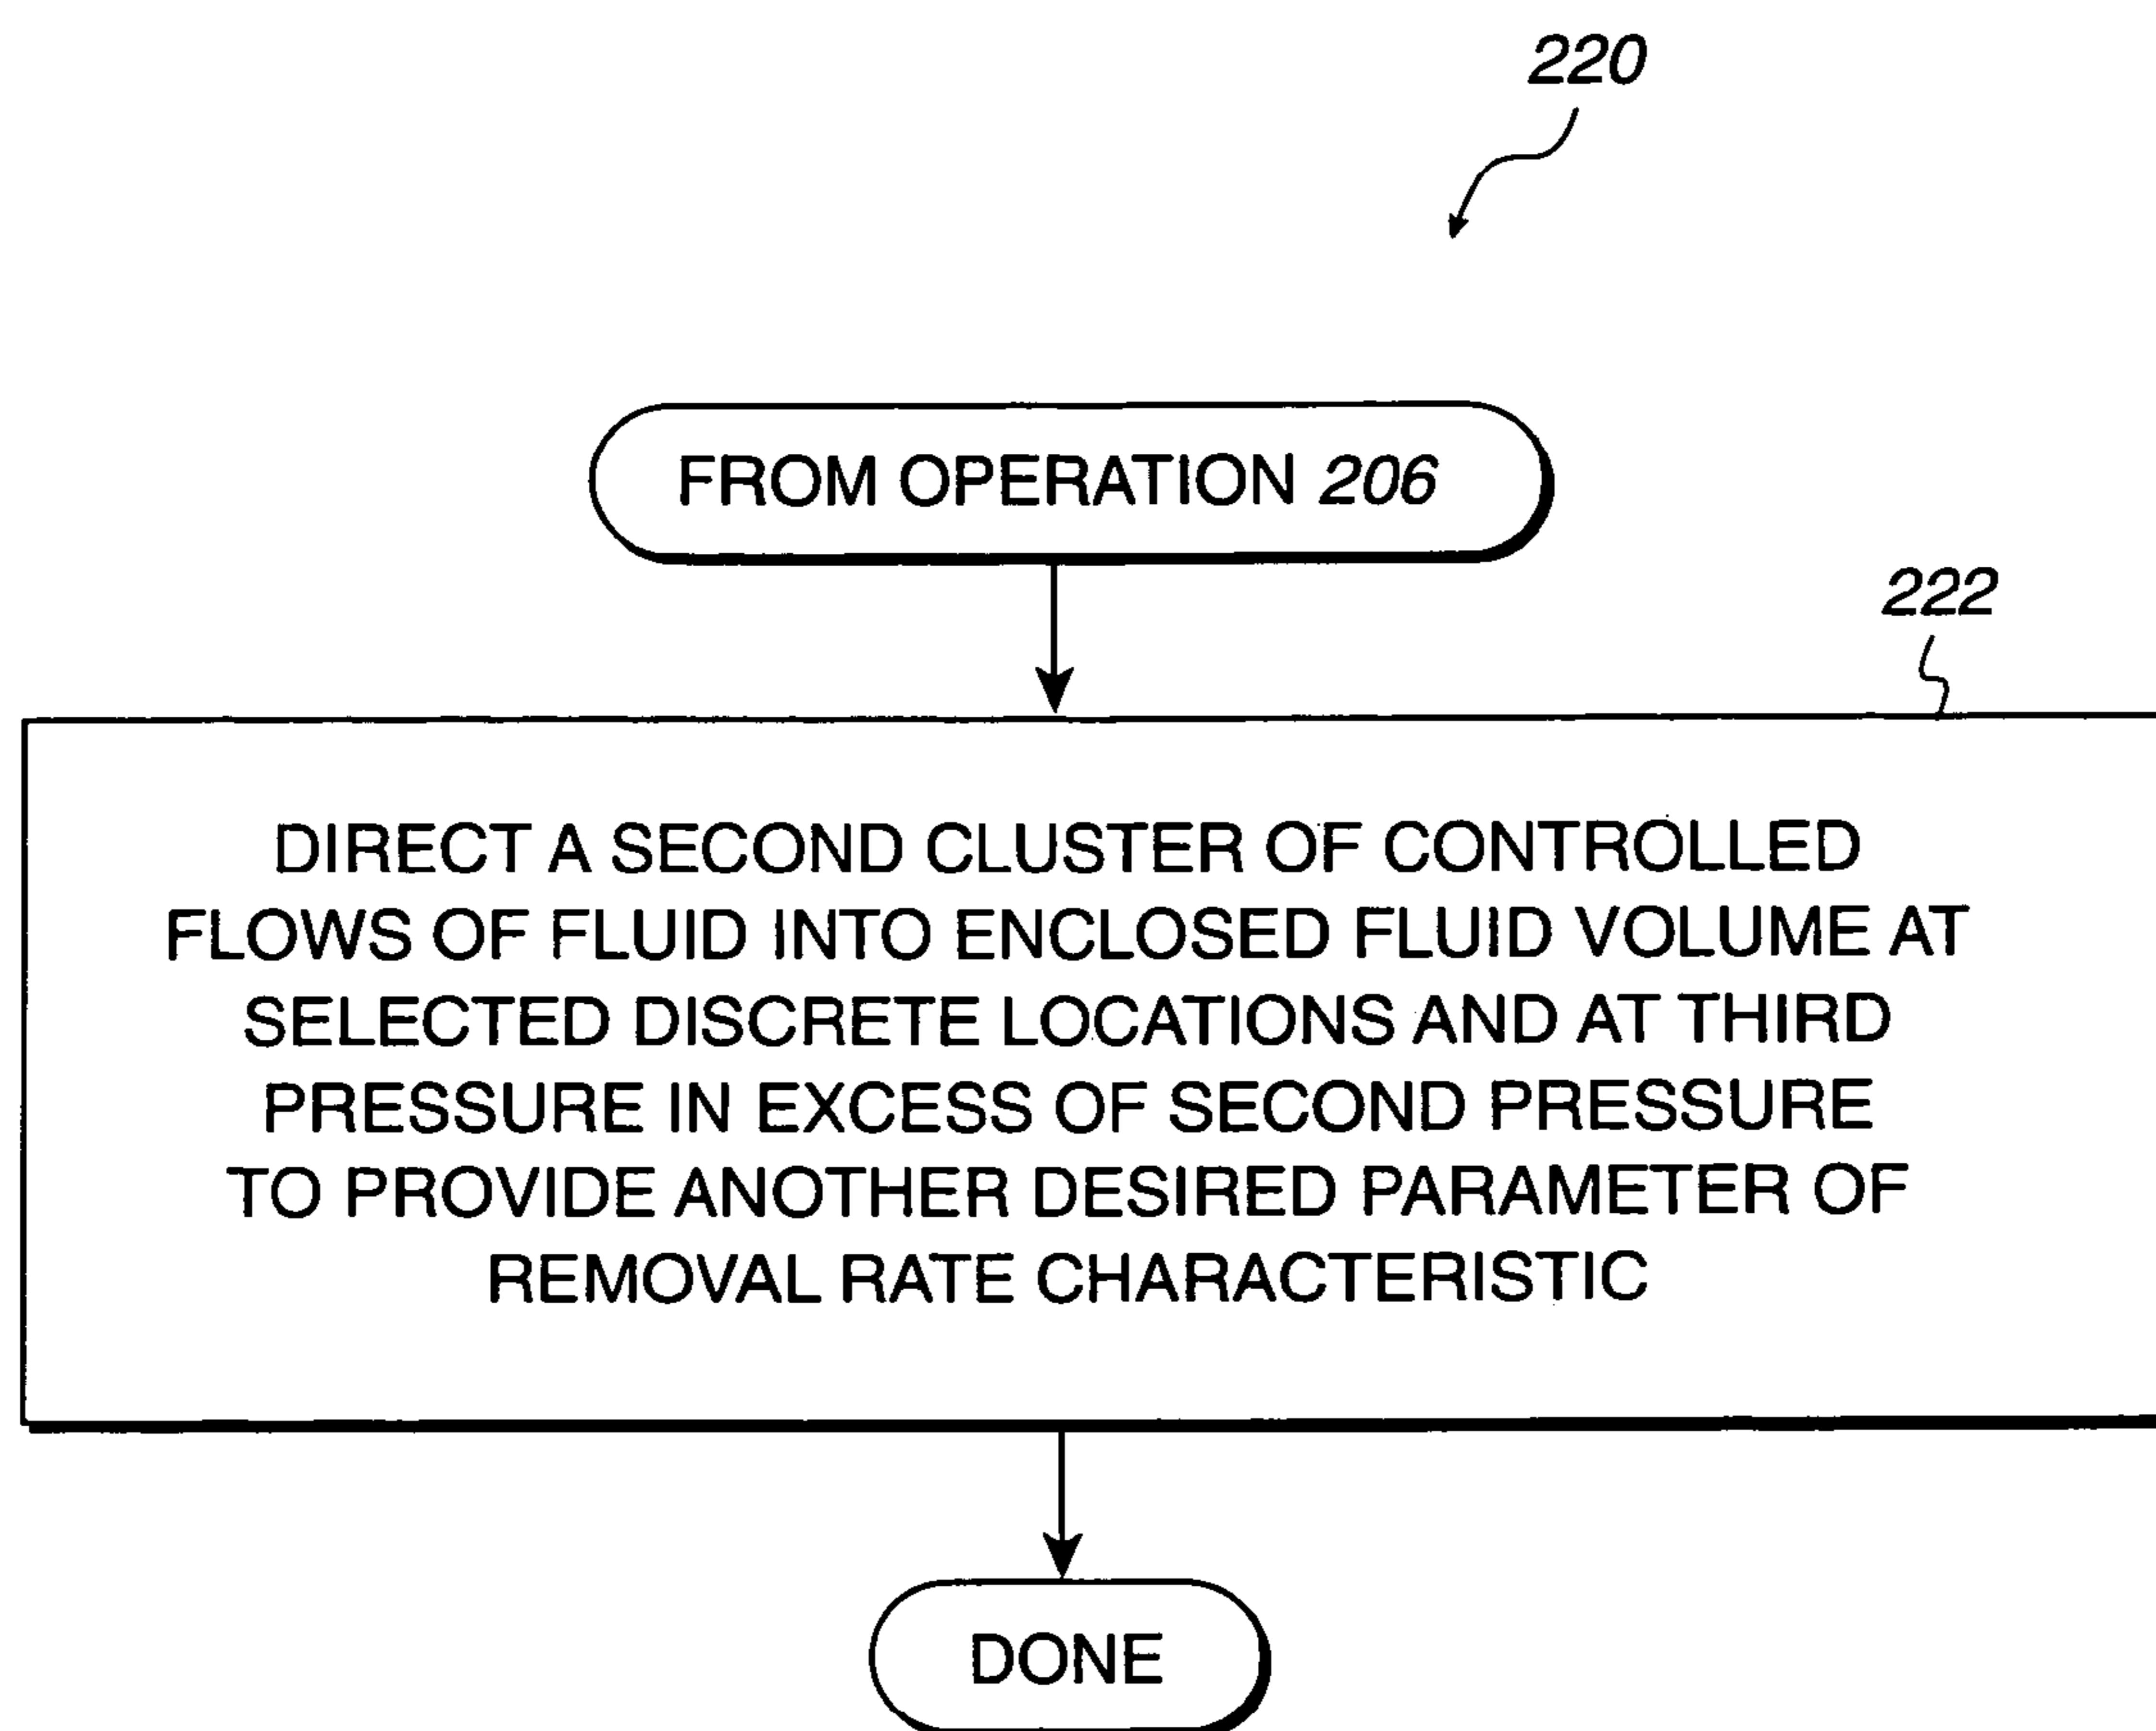 220
FROM OPERATION 206
222
DIRECT A SECOND CLUSTER OF CONTROLLED
FLOWS OF FLUID INTO ENCLOSED FLUID VOLUME AT
SELECTED DISCRETE LOCATIONS AND AT THIRD
PRESSURE IN EXCESS OF SECOND PRESSURE
TO PROVIDE ANOTHER DESIRED PARAMETER OF
REMOVAL RATE CHARACTERISTIC
DONE